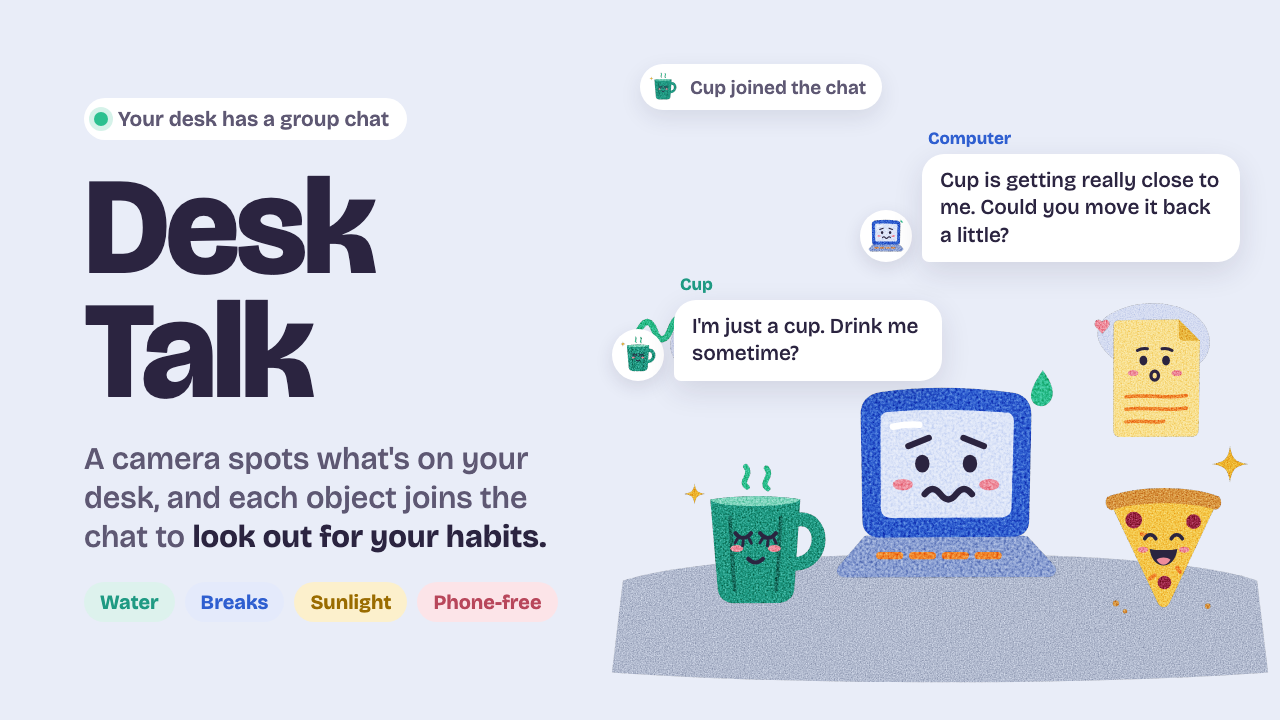 Your desk has a group chat
Desk
Talk
A camera spots what's on your
desk, and each object joins the
chat to look out for your habits.
Water
Breaks
Sunlight
Phone-free
Cup joined the chat
Computer
Cup is getting really close to
me. Could you move it back
a little?
Cup
I'm just a cup. Drink me
sometime?